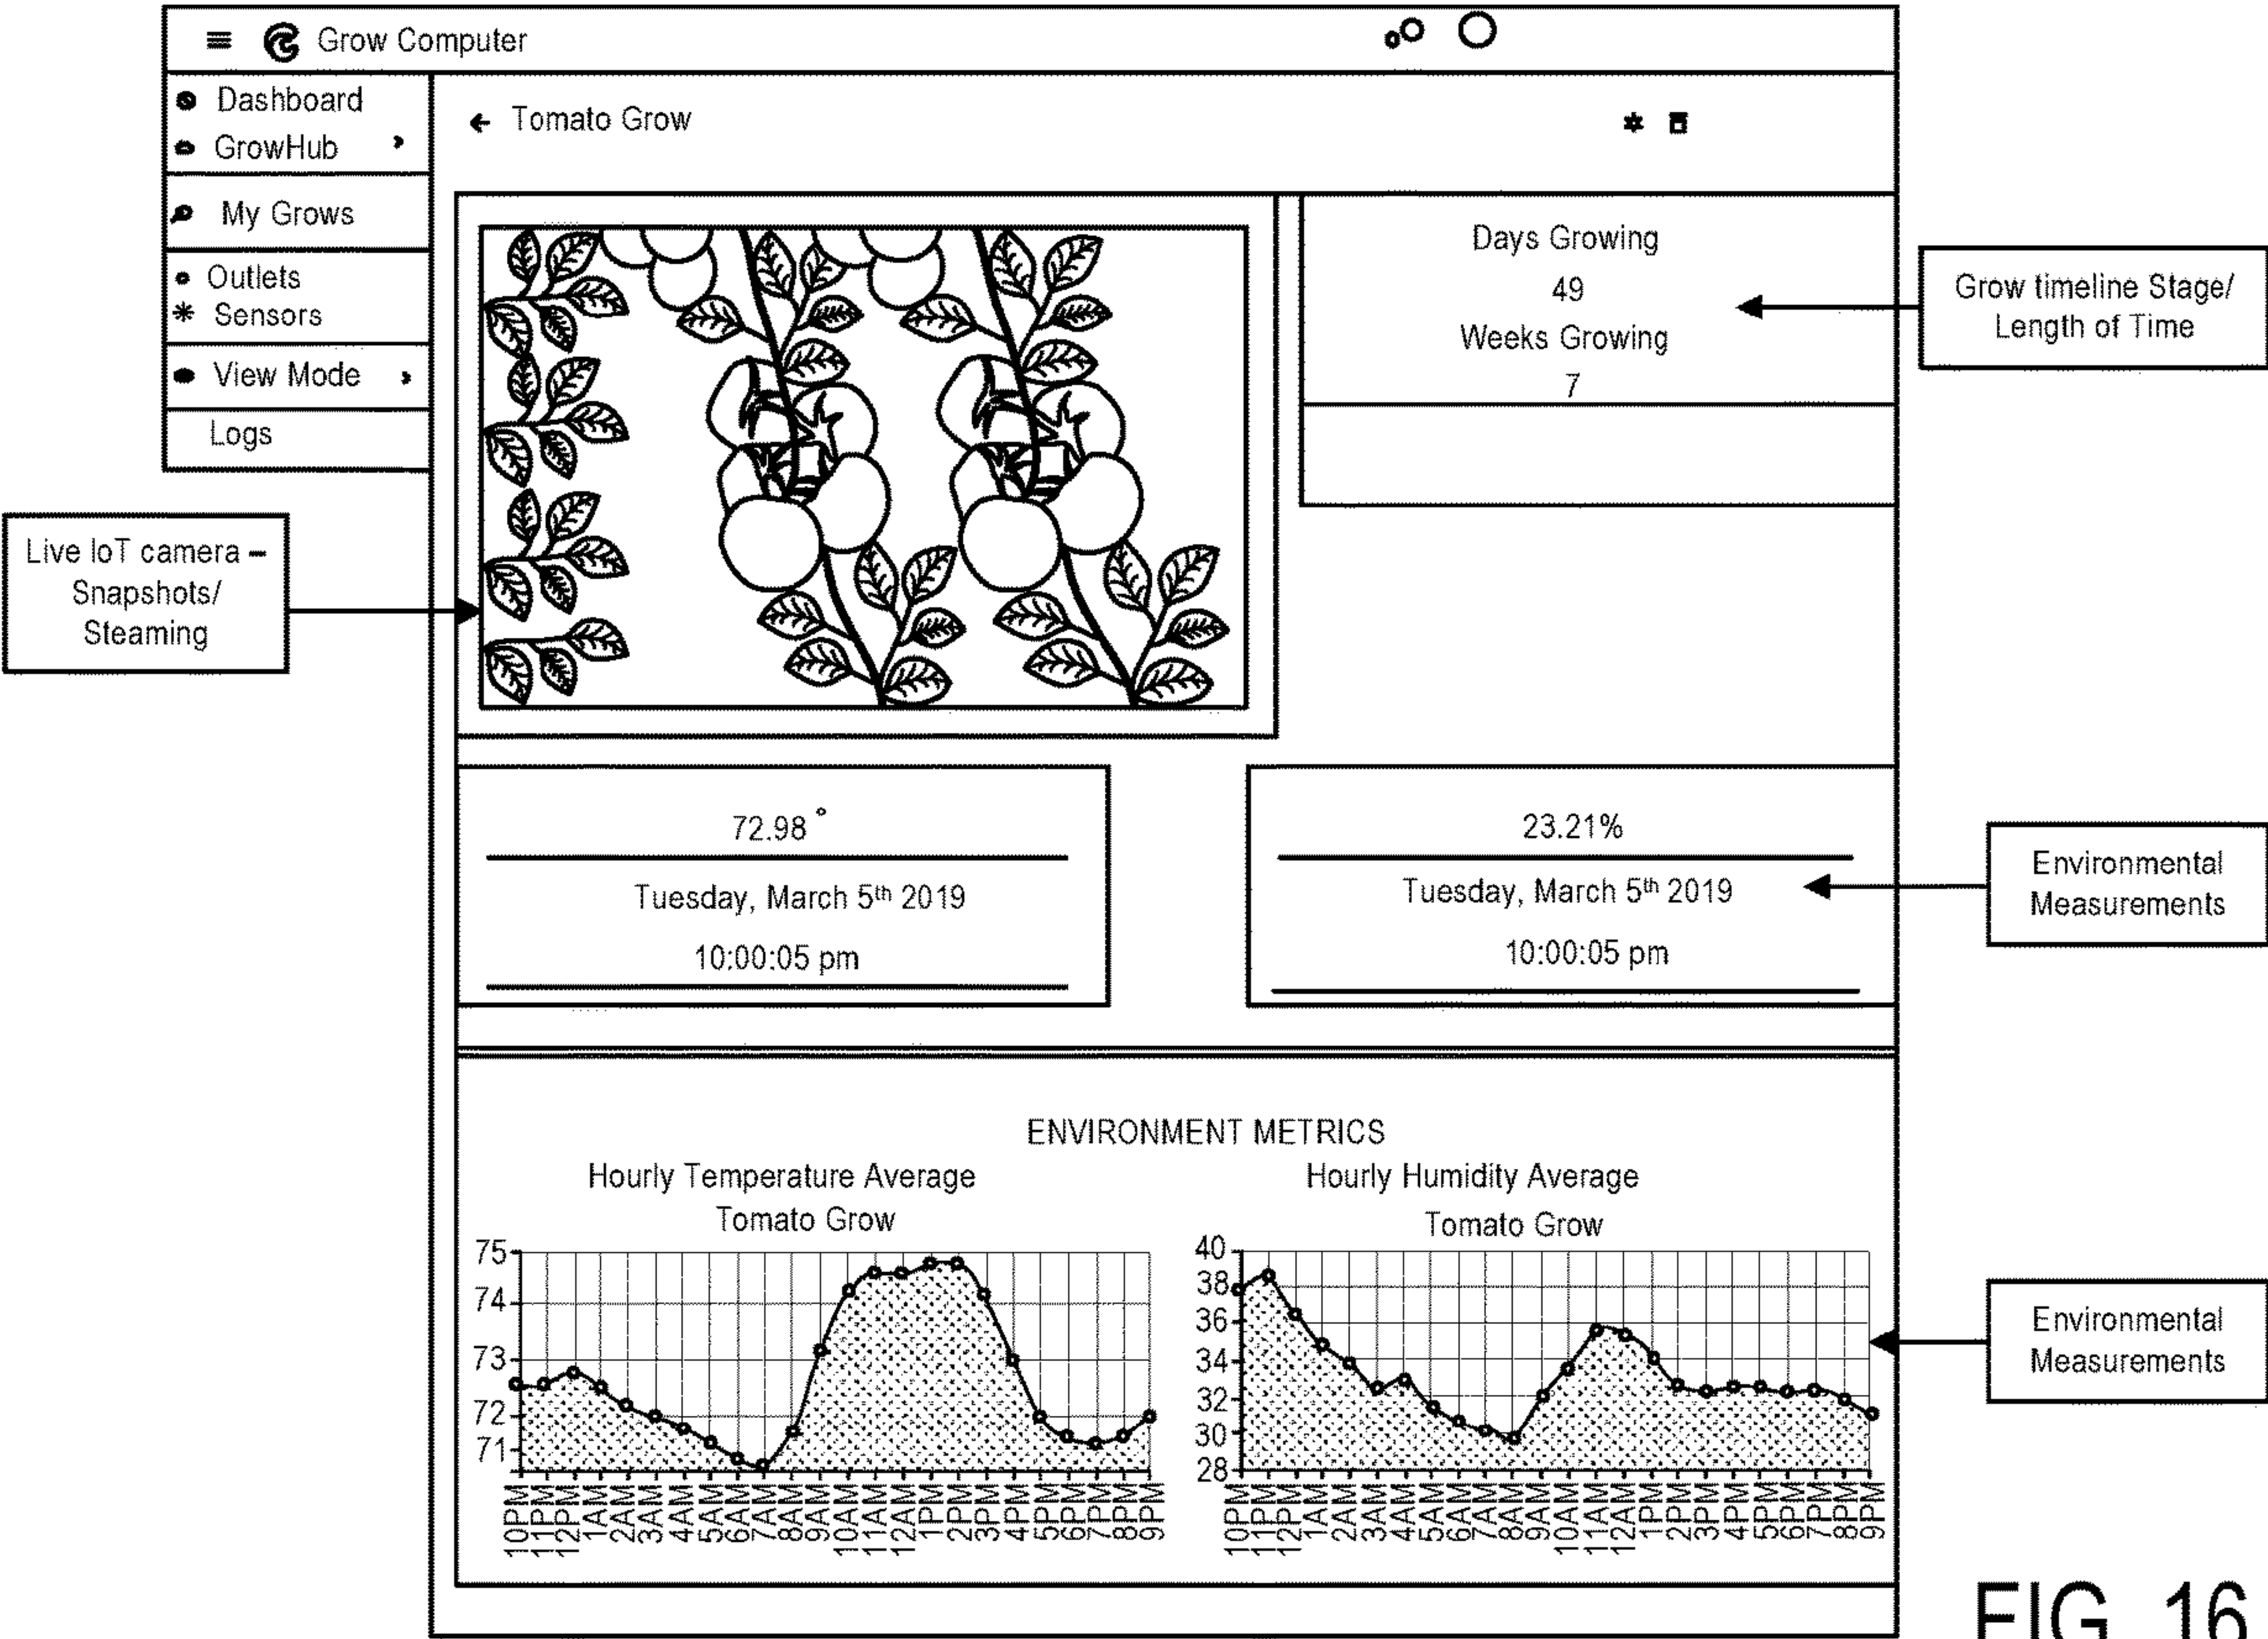 Grow Computer
Dashboard
GrowHub
My Grows
Outlets
Sensors
View Mode
Logs
Tomato Grow
Days Growing
49
Weeks Growing
7
Grow timeline Stage/
Length of Time
Live IoT camera –
Snapshots/
Steaming
72.98°
Tuesday, March 5th 2019
10:00:05 pm
23.21%
Tuesday, March 5th 2019
10:00:05 pm
Environmental
Measurements
ENVIRONMENT METRICS
Hourly Temperature Average
Tomato Grow
75
74
73
72
71
10PM
11PM
12PM
1AM
2AM
3AM
4AM
5AM
6AM
7AM
8AM
9AM
10AM
11AM
12AM
1PM
2PM
3PM
4PM
5PM
6PM
7PM
8PM
9PM
Hourly Humidity Average
Tomato Grow
40
38
36
34
32
30
28
10PM
11PM
12PM
1AM
2AM
3AM
4AM
5AM
6AM
7AM
8AM
9AM
10AM
11AM
12AM
1PM
2PM
3PM
4PM
5PM
6PM
7PM
8PM
9PM
Environmental
Measurements
FIG. 16